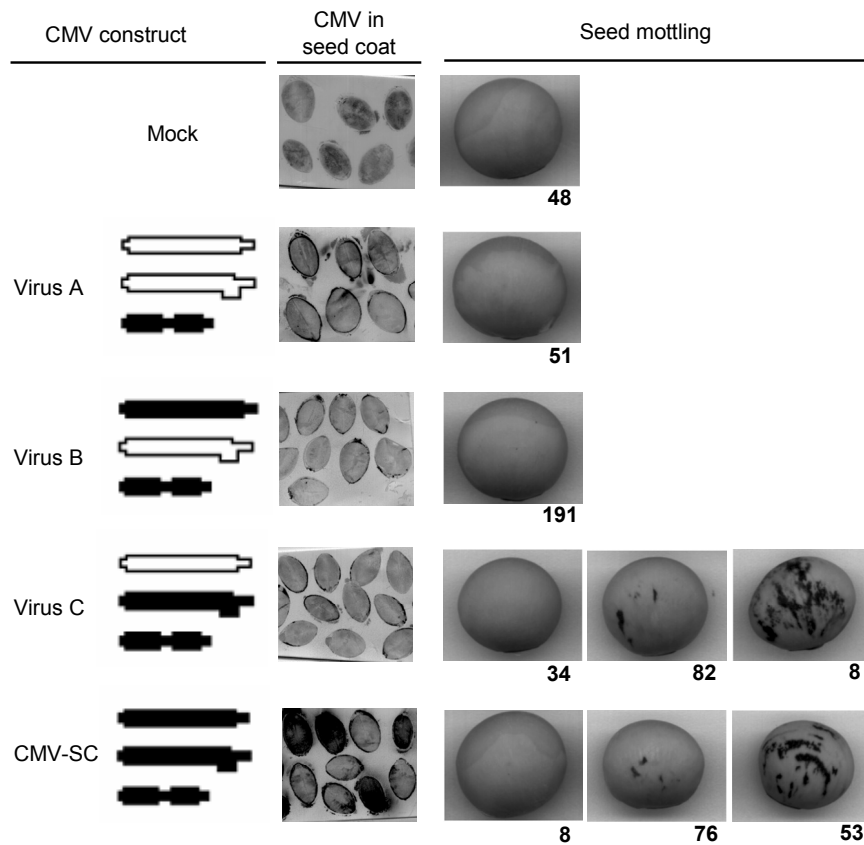 CMV construct
CMV in
seed coat
Seed mottling
Mock
48
Virus A
51
Virus B
191
Virus C
34
82
8
CMV-SC
8
76
53